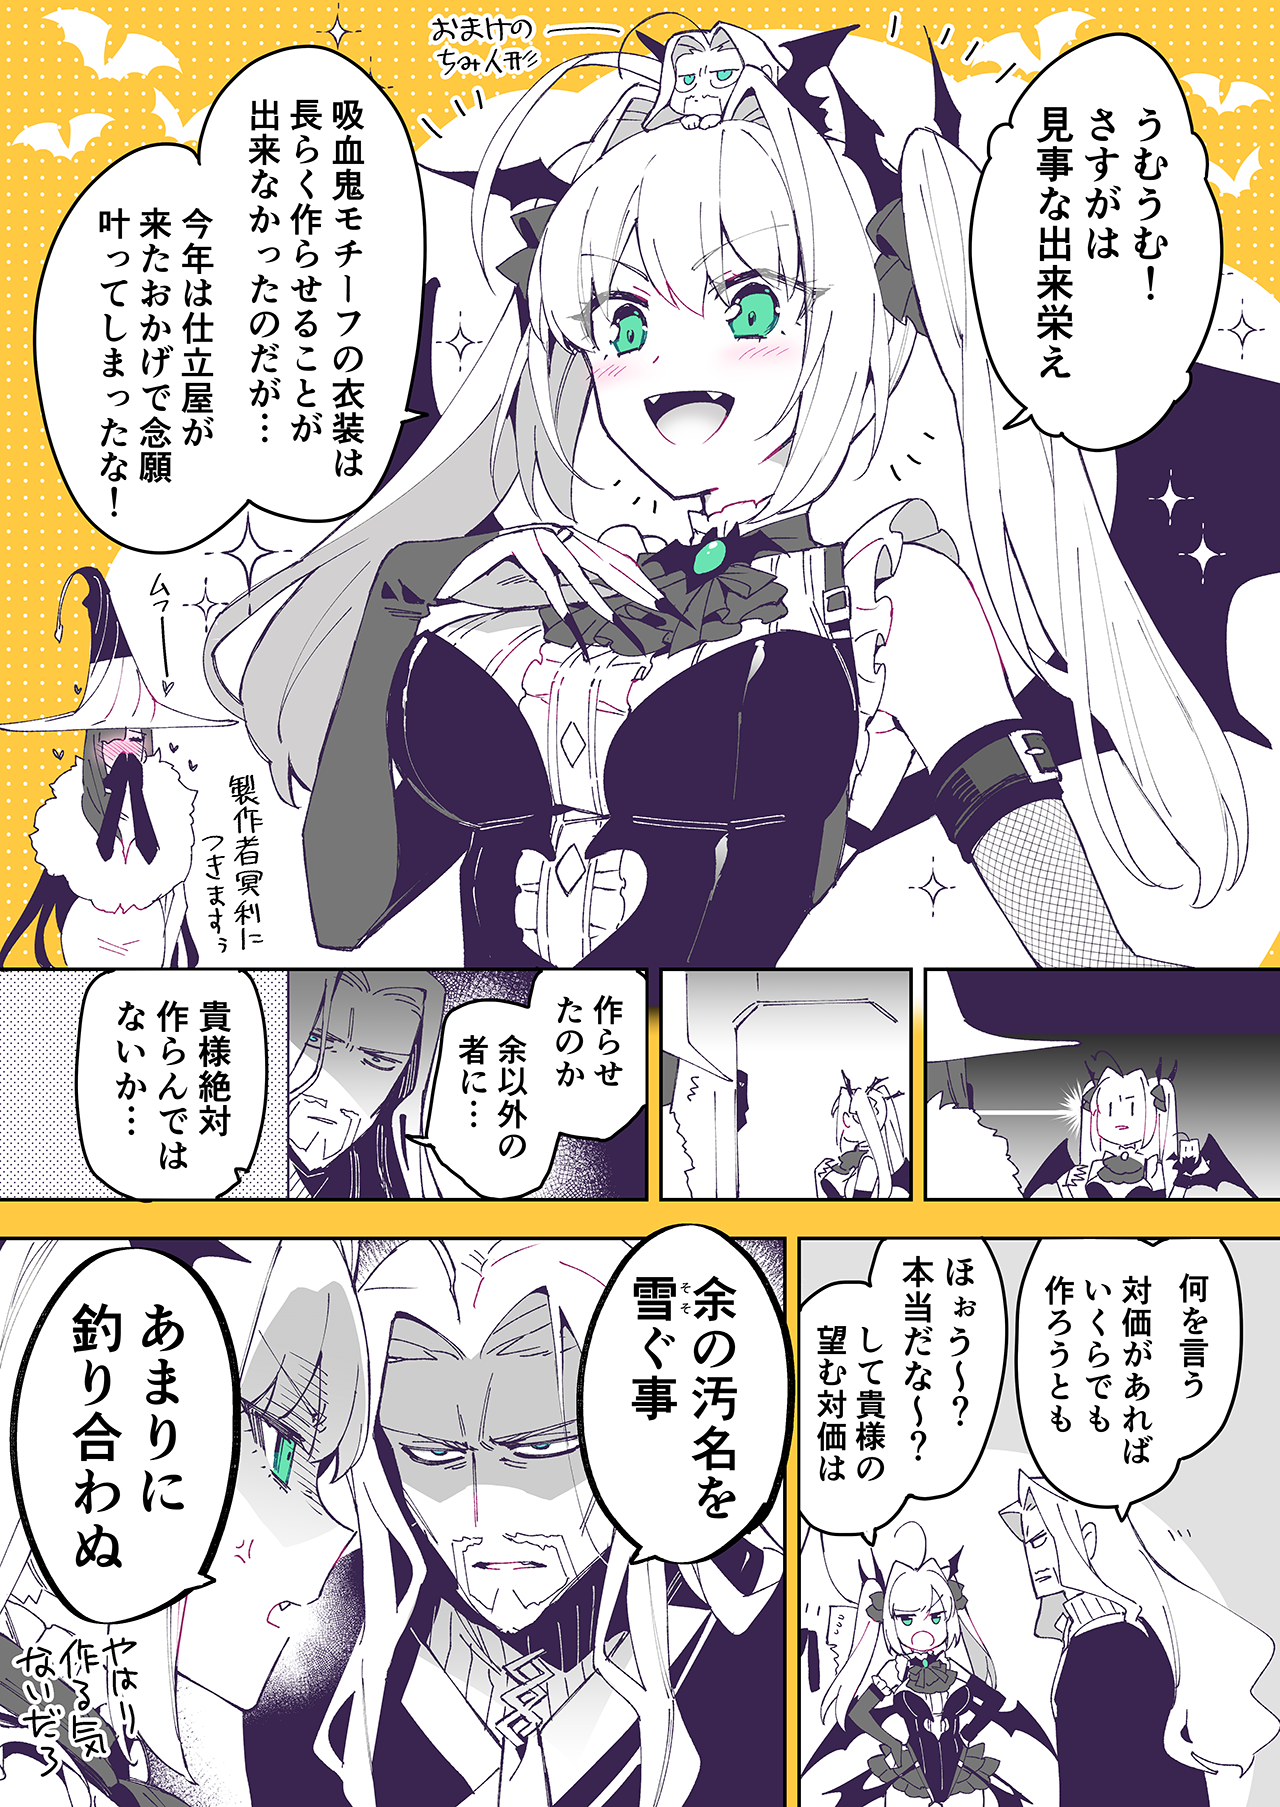 うむうむ！
さすがは
見事な出来栄え
おまけの
ちみ人形
吸血鬼モチーフの衣装は
長らく作らせることが
出来なかったのだが…
今年は仕立屋が
来たおかげで念願
叶ってしまったな！
ムフーーー
製作者冥利に
つきますぅ
作らせ
たのか
余以外の
者に…
貴様絶対
作らんでは
ないか…
何を言う
対価があれば
いくらでも
作ろうとも
ほぉう～？
本当だな～？
して貴様の
望む対価は
余の汚名を
雪ぐ事
そそ
あまりに
釣り合わぬ
やはり
作る気
ないだろ